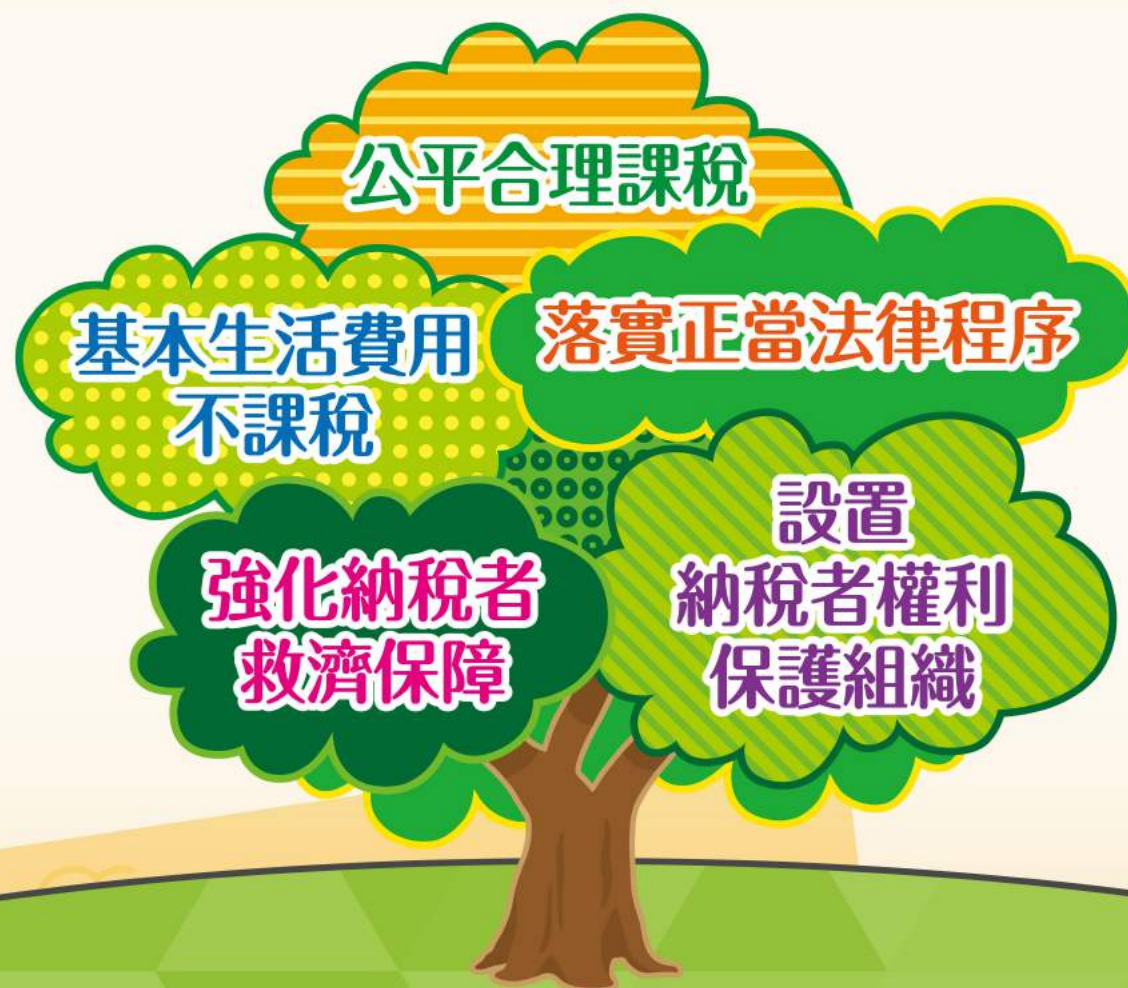 公平合理課稅
基本生活費用
不課稅
落實正當法律程序
強化納稅者
救濟保障
設置
納稅者權利
保護組織